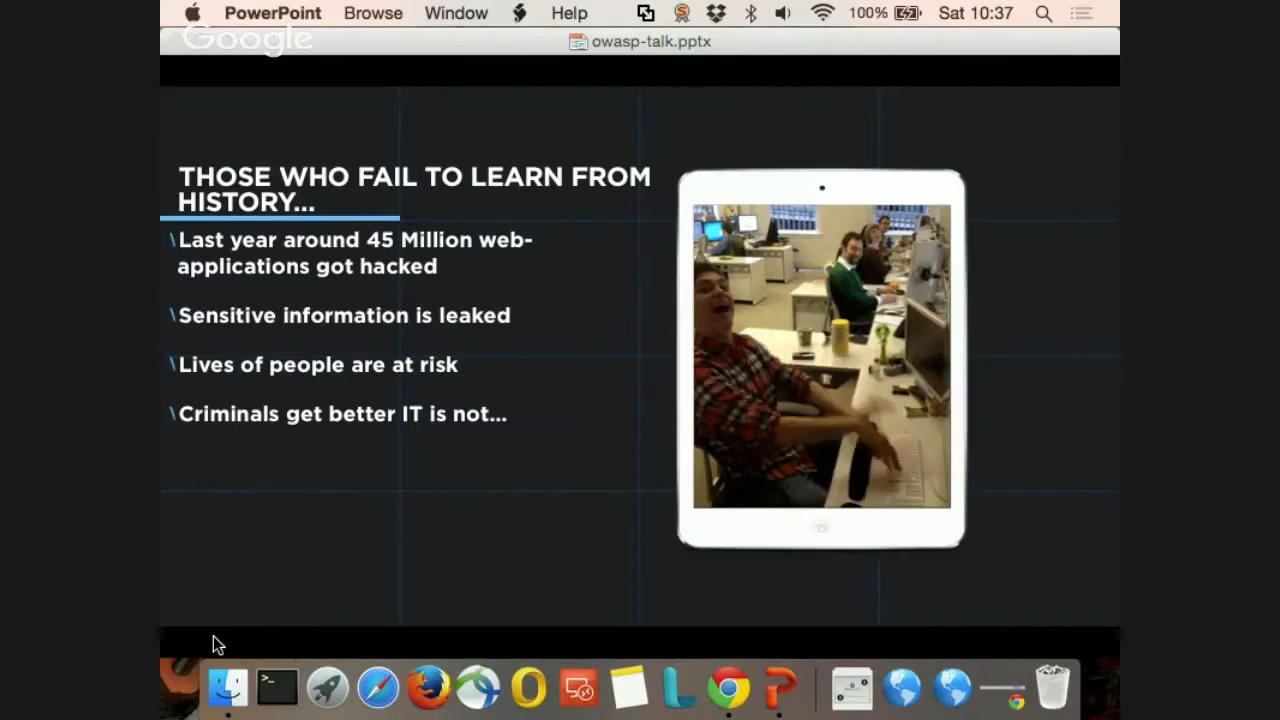 PowerPoint Browse Window Help 100% Sat 10:37
Google
owasp-talk.pptx
THOSE WHO FAIL TO LEARN FROM
HISTORY...
\Last year around 45 Million web-
applications got hacked
\Sensitive information is leaked
\Lives of people are at risk
\Criminals get better IT is not...
>_